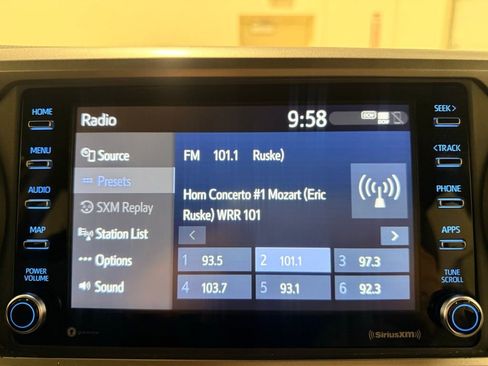 HOME
MENU
AUDIO
MAP
POWER
VOLUME
Radio
9:58
DCM
DCM
Source
Presets
SXM Replay
Station List
Options
Sound
FM 101.1 Ruske)
Horn Concerto #1 Mozart (Eric
Ruske) WRR 101
< >
1 93.5
2 101.1
3 97.3
4 103.7
5 93.1
6 92.3
SEEK >
< TRACK
PHONE
APPS
TUNE
SCROLL
((SiriusXM))